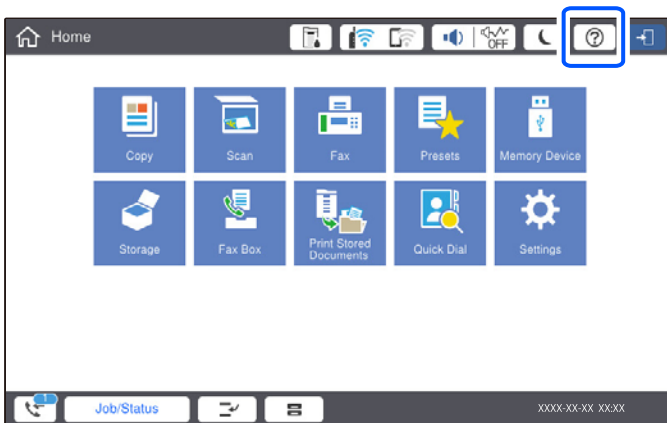 Home
OFF
?
Copy
Scan
Fax
Presets
Memory Device
Storage
Fax Box
Print Stored
Documents
Quick Dial
Settings
1
Job/Status
XXXX-XX-XX XX:XX